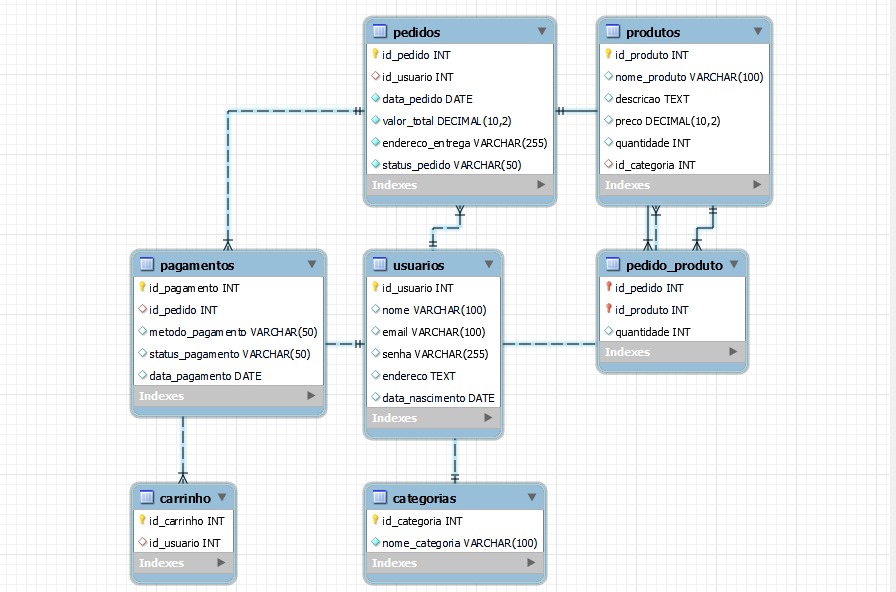 pedidos
id_pedido INT
id_usuario INT
data_pedido DATE
valor_total DECIMAL(10,2)
endereco_entrega VARCHAR(255)
status_pedido VARCHAR(50)
Indexes
produtos
id_produto INT
nome_produto VARCHAR(100)
descricao TEXT
preco DECIMAL(10,2)
quantidade INT
id_categoria INT
Indexes
pagamentos
id_pagamento INT
id_pedido INT
metodo_pagamento VARCHAR(50)
status_pagamento VARCHAR(50)
data_pagamento DATE
Indexes
usuarios
id_usuario INT
nome VARCHAR(100)
email VARCHAR(100)
senha VARCHAR(255)
endereco TEXT
data_nascimento DATE
Indexes
pedido_produto
id_pedido INT
id_produto INT
quantidade INT
Indexes
carrinho
id_carrinho INT
id_usuario INT
Indexes
categorias
id_categoria INT
nome_categoria VARCHAR(100)
Indexes